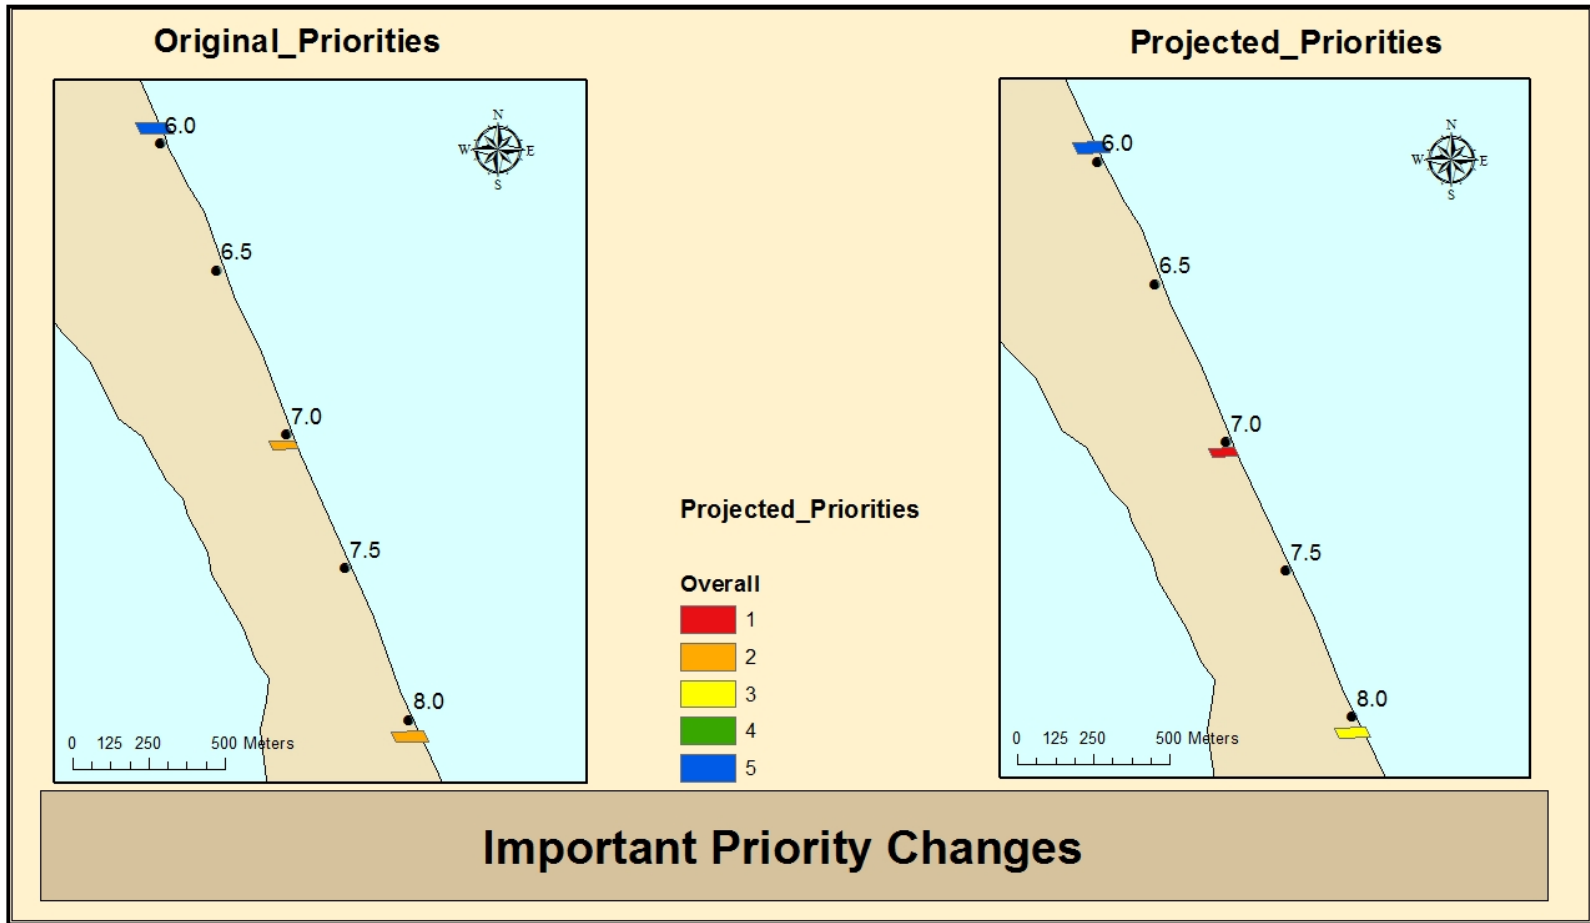 Original_Priorities
N
W E
S
6.0
6.5
7.0
7.5
8.0
0 125 250 500 Meters
Projected_Priorities
Overall
1
2
3
4
5
Projected_Priorities
N
W E
S
6.0
6.5
7.0
7.5
8.0
0 125 250 500 Meters
Important Priority Changes